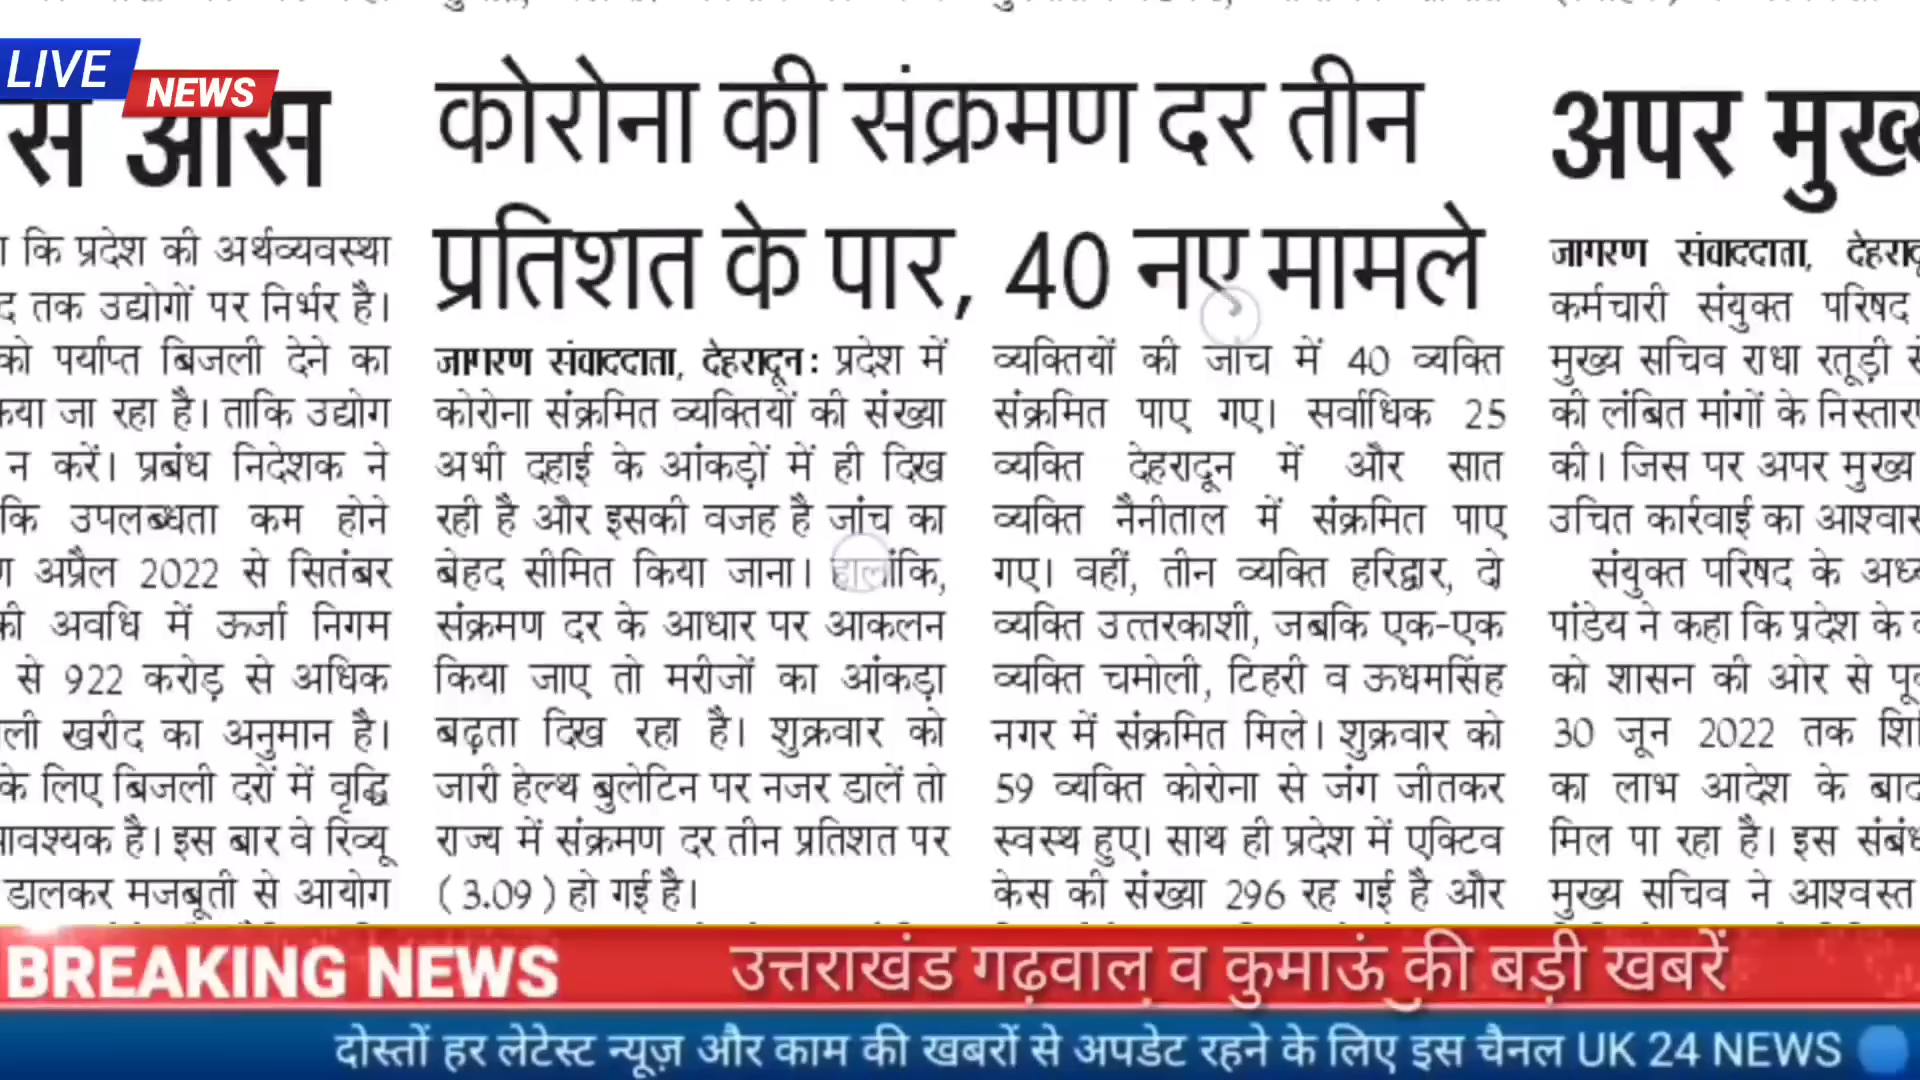 LIVE
NEWS
स आस
कि प्रदेश की अर्थव्यवस्था
तक उद्योगों पर निर्भर है।
को पर्याप्त बिजली देने का
जा रहा है। ताकि उद्योग
न करें। प्रबंध निदेशक ने
कि उपलब्धता कम होने
अप्रैल 2022 से सितंबर
की अवधि में ऊर्जा निगम
से 922 करोड़ से अधिक
खरीद का अनुमान है।
के लिए बिजली दरों में वृद्धि
है। इस बार वे रिव्यू
डालकर मजबूती से आयोग
कोरोना की संक्रमण दर तीन
प्रतिशत के पार, 40 नए मामले
जागरण संवाददाता, देहरादून: प्रदेश में
कोरोना संक्रमित व्यक्तियों की संख्या
अभी दहाई के आंकड़ों में ही दिख
रही है और इसकी वजह है जांच का
बेहद सीमित किया जाना। हालांकि,
संक्रमण दर के आधार पर आकलन
किया जाए तो मरीजों का आंकड़ा
बढ़ता दिख रहा है। शुक्रवार को
जारी हेल्थ बुलेटिन पर नजर डालें तो
राज्य में संक्रमण दर तीन प्रतिशत पर
(3.09) हो गई है।
व्यक्तियों की जांच में 40 व्यक्ति
संक्रमित पाए गए। सर्वाधिक 25
व्यक्ति देहरादून में और सात
व्यक्ति नैनीताल में संक्रमित पाए
गए। वहीं, तीन व्यक्ति हरिद्वार, दो
व्यक्ति उत्तरकाशी, जबकि एक-एक
व्यक्ति चमोली, टिहरी व ऊधमसिंह
नगर में संक्रमित मिले। शुक्रवार को
59 व्यक्ति कोरोना से जंग जीतकर
स्वस्थ हुए। साथ ही प्रदेश में एक्टिव
केस की संख्या 296 रह गई है और
अपर
जागरण संवाददाता,
कर्मचारी संयुक्त परिषद
मुख्य सचिव राधा रतूड़ी
की लंबित मांगों के
की। जिस पर अपर मुख्य
उचित कार्रवाई का
संयुक्त परिषद के
पांडेय ने कहा कि प्रदेश के
को शासन की ओर से
30 जून 2022 तक
का लाभ आदेश के बाद
मिल पा रहा है। इस
मुख्य सचिव ने आश्वस्त
BREAKING NEWS उत्तराखंड गढ़वाल व कुमाऊं की बड़ी खबरें
दोस्तों हर लेटेस्ट न्यूज़ और काम की खबरों से अपडेट रहने के लिए इस चैनल UK 24 NEWS